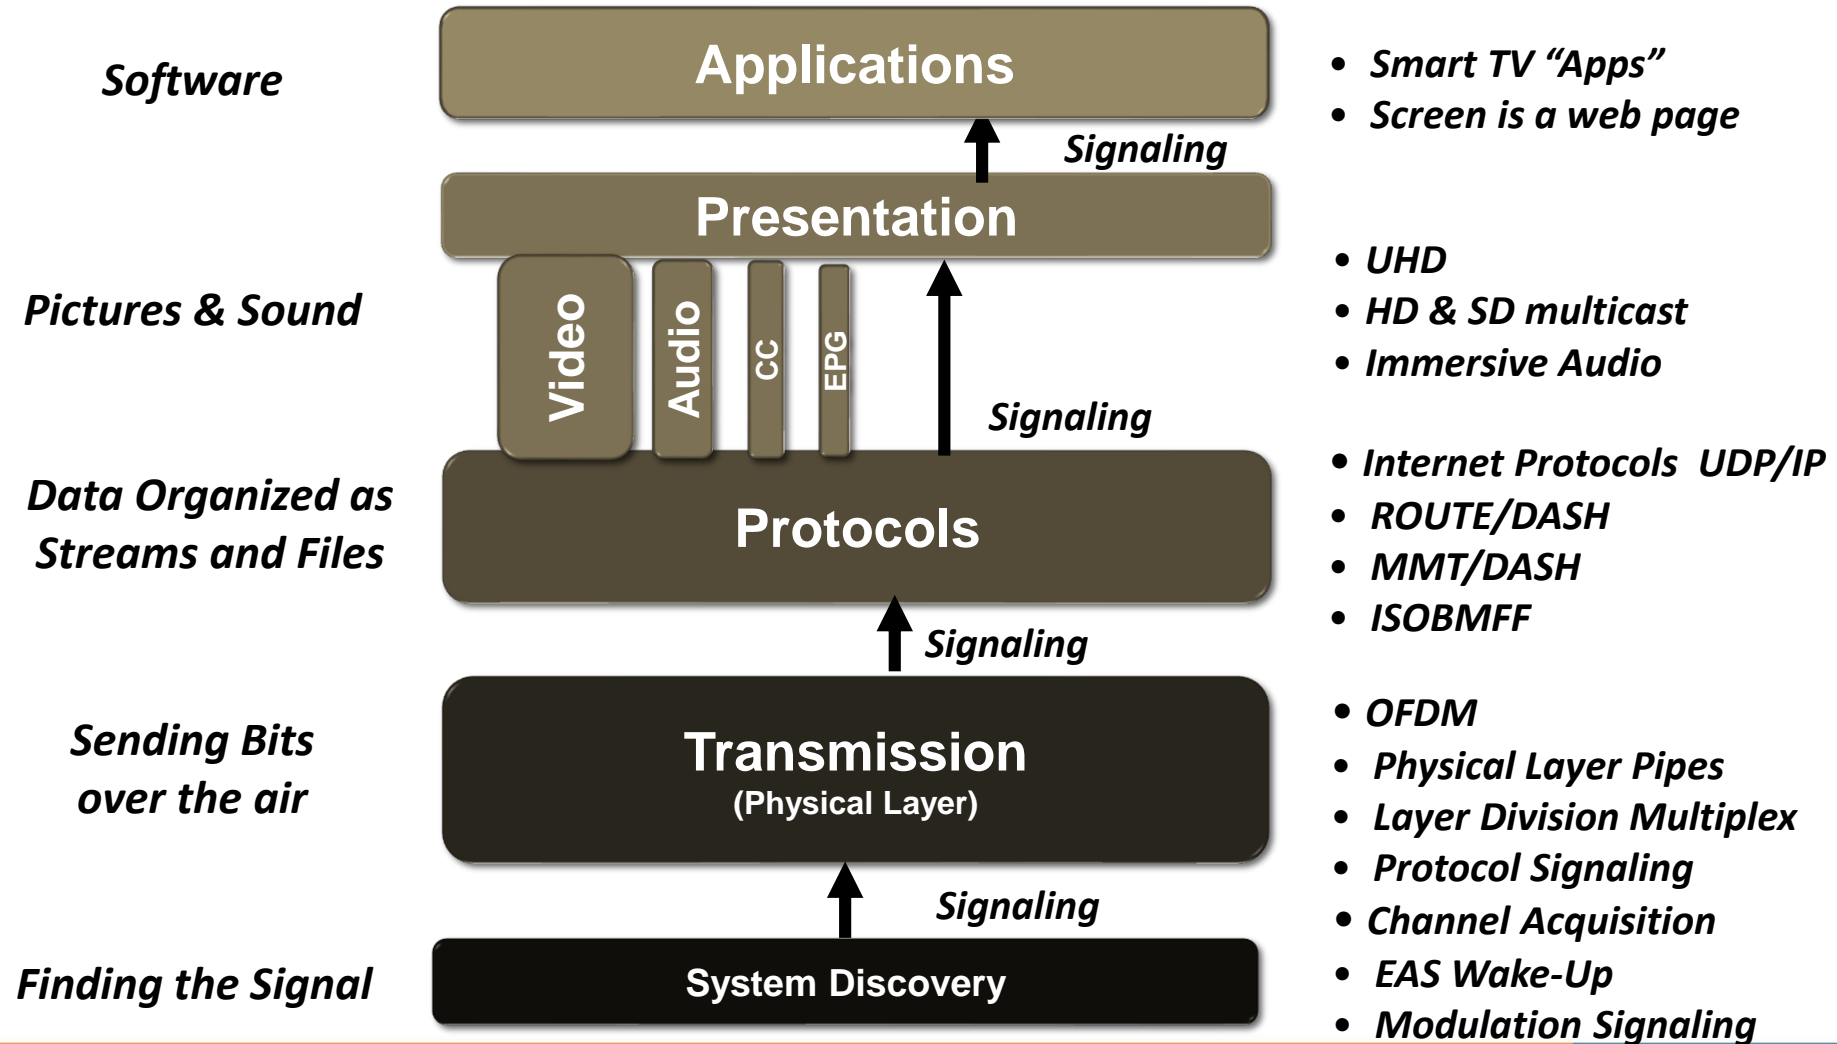 Software
Applications
• Smart TV “Apps”
• Screen is a web page
Signaling
Presentation
Pictures & Sound
Video
Audio
CC
EPG
• UHD
• HD & SD multicast
• Immersive Audio
Signaling
Data Organized as
Streams and Files
Protocols
• Internet Protocols UDP/IP
• ROUTE/DASH
• MMT/DASH
• ISOBMFF
Signaling
Sending Bits
over the air
Transmission
(Physical Layer)
• OFDM
• Physical Layer Pipes
• Layer Division Multiplex
• Protocol Signaling
Signaling
Finding the Signal
System Discovery
• Channel Acquisition
• EAS Wake-Up
• Modulation Signaling